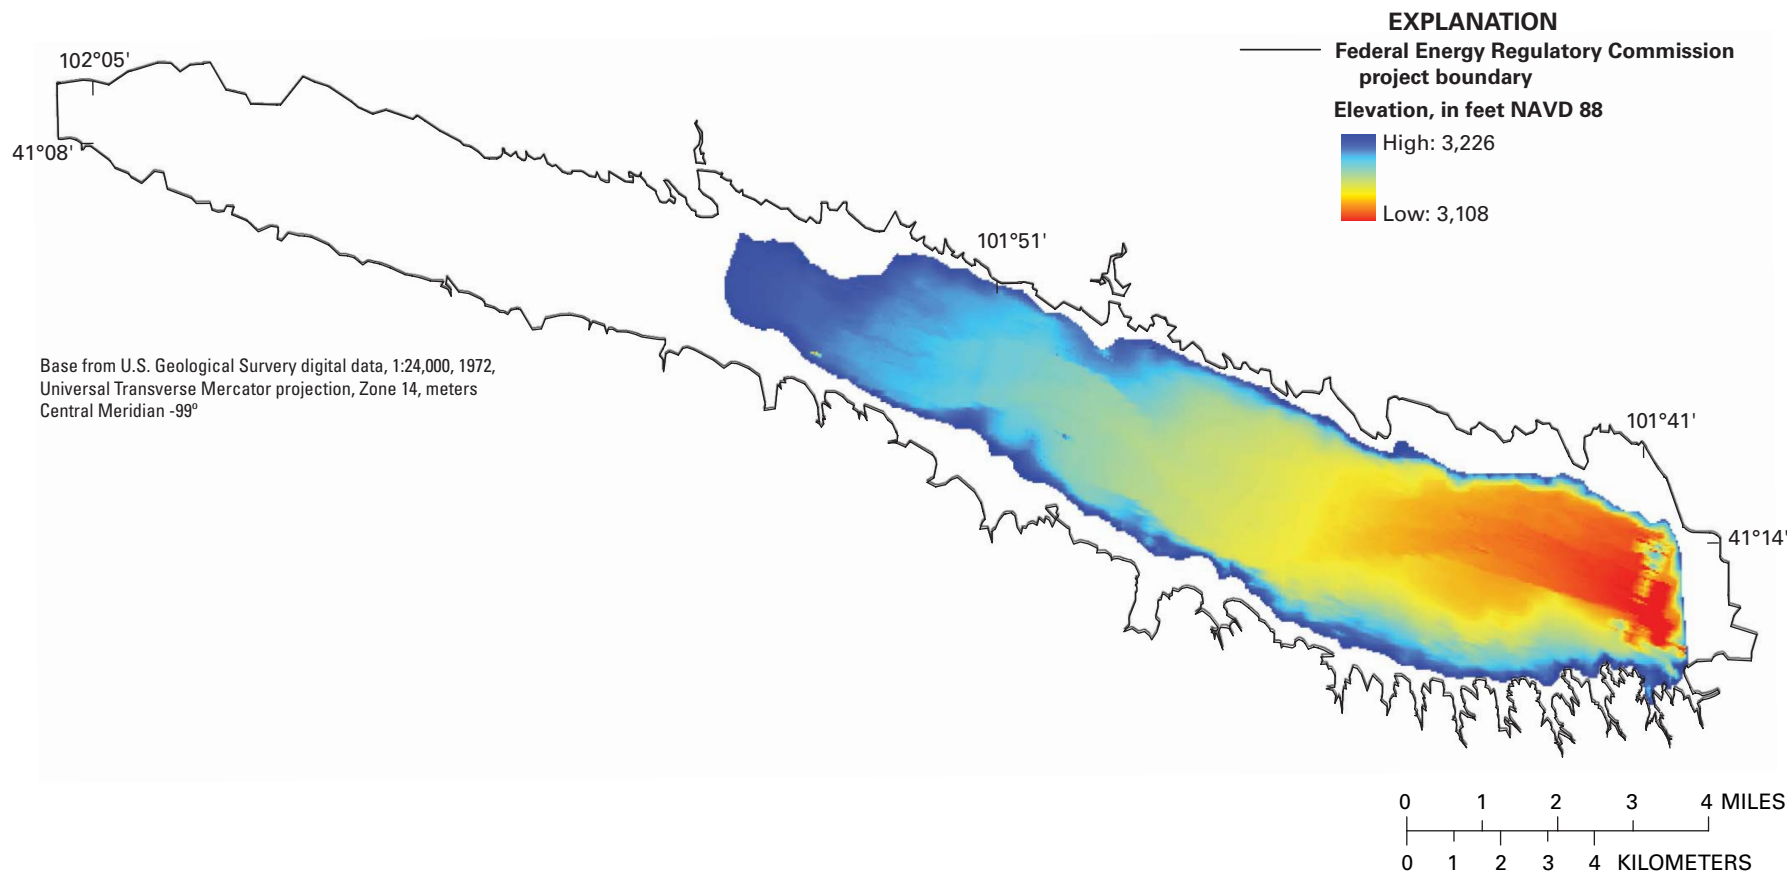 EXPLANATION
Federal Energy Regulatory Commission
project boundary
Elevation, in feet NAVD 88
High: 3,226
Low: 3,108
102°05'
41°08'
101°51'
101°41'
41°14'
Base from U.S. Geological Survery digital data, 1:24,000, 1972,
Universal Transverse Mercator projection, Zone 14, meters
Central Meridian -99°
0 1 2 3 4 MILES
0 1 2 3 4 KILOMETERS